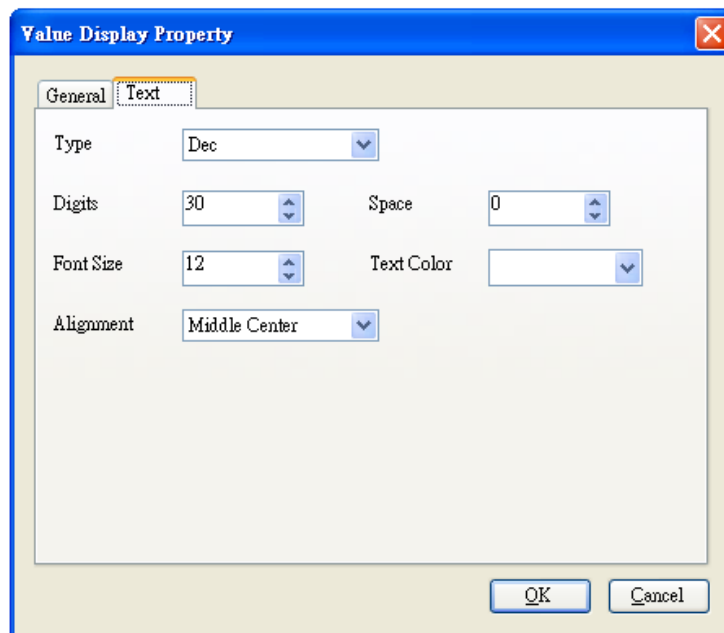 Value Display Property
General Text
Type Dec
Digits 30 Space 0
Font Size 12 Text Color
Alignment Middle Center
OK Cancel